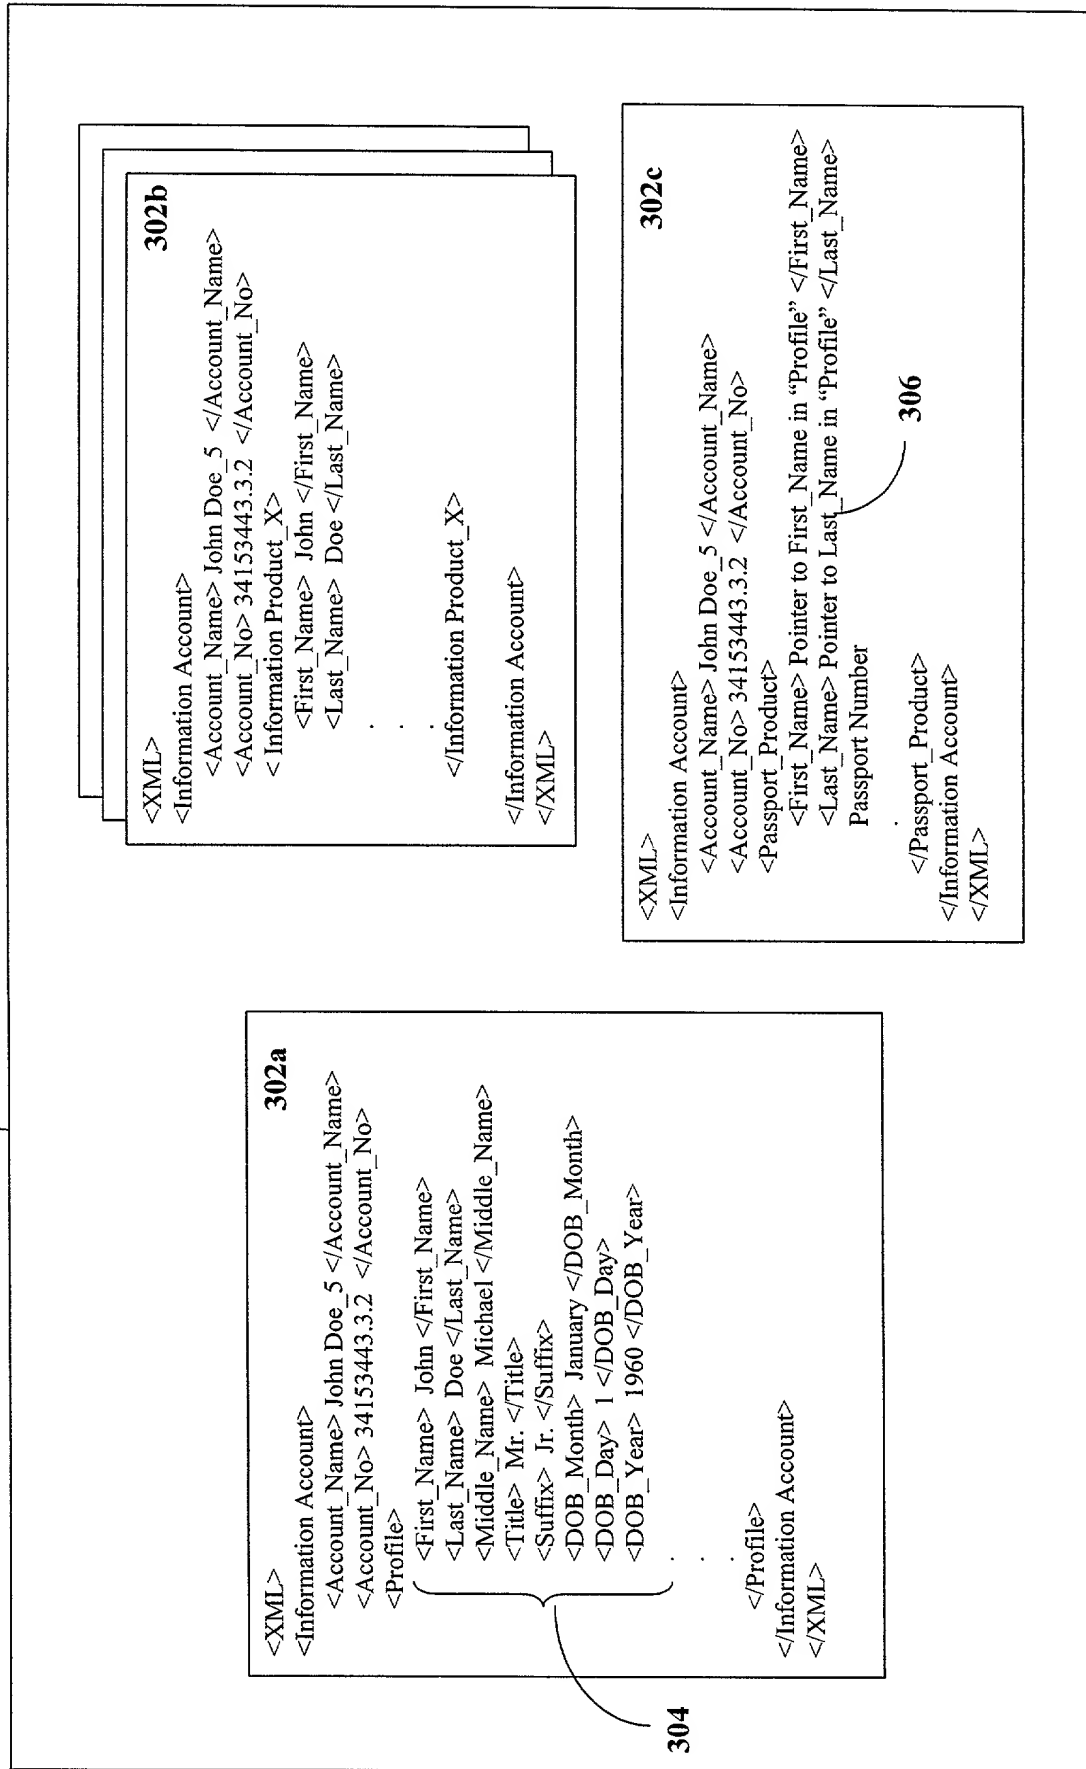 302a
<XML>
<Information Account>
<Account_Name> John Doe_5 </Account_Name>
<Account_No> 34153443.3.2 </Account_No>
<Profile>
<First_Name> John </First_Name>
<Last_Name> Doe </Last_Name>
<Middle_Name> Michael </Middle_Name>
<Title> Mr. </Title>
<Suffix> Jr. </Suffix>
<DOB_Month> January </DOB_Month>
<DOB_Day> 1 </DOB_Day>
<DOB_Year> 1960 </DOB_Year>
.
.
.
</Profile>
</Information Account>
</XML>
304
302b
<XML>
<Information Account>
<Account_Name> John Doe_5 </Account_Name>
<Account_No> 34153443.3.2 </Account_No>
< Information Product_X>
<First_Name> John </First_Name>
<Last_Name> Doe </Last_Name>
.
.
.
</Information Product_X>
</Information Account>
</XML>
302c
<XML>
<Information Account>
<Account_Name> John Doe_5 </Account_Name>
<Account_No> 34153443.3.2 </Account_No>
<Passport_Product>
<First_Name> Pointer to First_Name in “Profile” </First_Name>
<Last_Name> Pointer to Last_Name in “Profile” </Last_Name>
Passport Number
.
</Passport_Product>
</Information Account>
</XML>
306